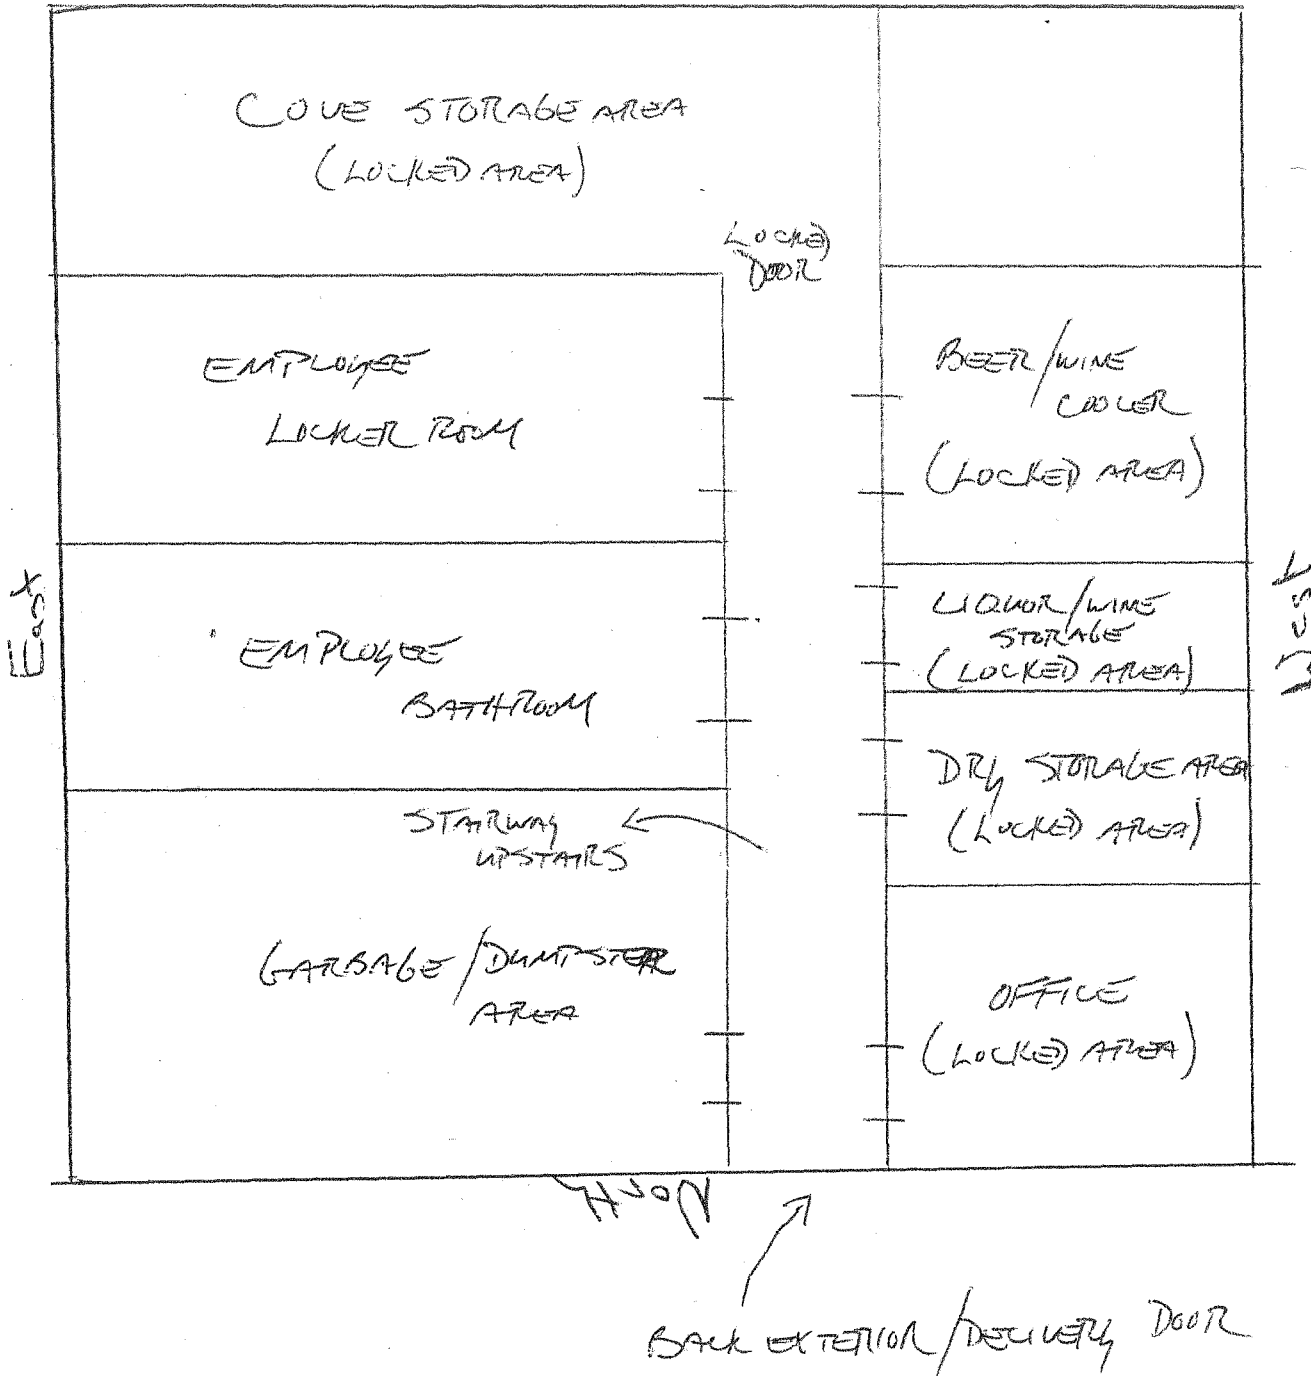 COVE STORAGE AREA
(LOCKED AREA)
LOCKED
DOOR
EMPLOYEE
LOCKER ROOM
BEER/WINE
COOLER
(LOCKED AREA)
East
EMPLOYEE
BATHROOM
LIQUOR/WINE
STORAGE
(LOCKED AREA)
West
DRY STORAGE AREA
(LOCKED AREA)
STAIRWAY
UPSTAIRS
GARBAGE/DUMPSTER
AREA
OFFICE
(LOCKED AREA)
North
BACK EXTERIOR/DELIVERY DOOR